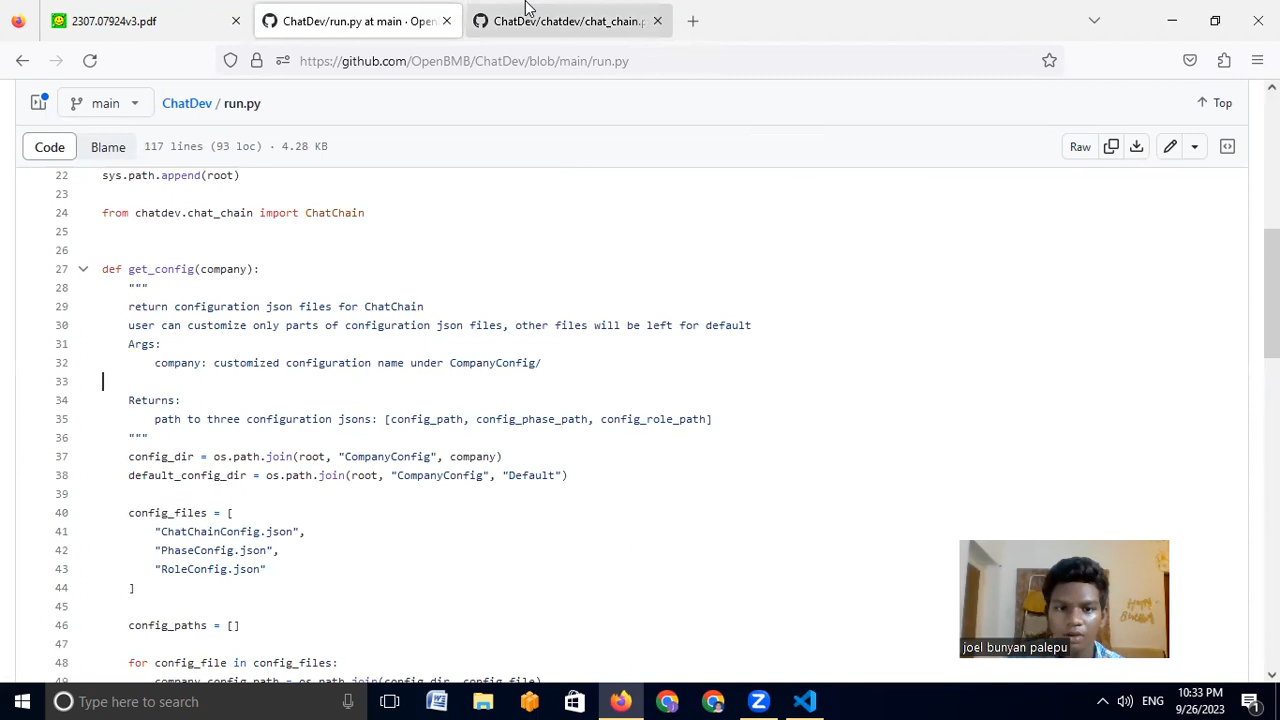 2307.07924v3.pdf
ChatDev/run.py at main · Open
ChatDev/chatdev/chat_chain.p
https://github.com/OpenBMB/ChatDev/blob/main/run.py
main
ChatDev / run.py
Top
Code
Blame
117 lines (93 loc) · 4.28 KB
Raw
22 sys.path.append(root)
23
24 from chatdev.chat_chain import ChatChain
25
26
27 def get_config(company):
28 """
29 return configuration json files for ChatChain
30 user can customize only parts of configuration json files, other files will be left for default
31 Args:
32 company: customized configuration name under CompanyConfig/
33
34 Returns:
35 path to three configuration jsons: [config_path, config_phase_path, config_role_path]
36 """
37 config_dir = os.path.join(root, "CompanyConfig", company)
38 default_config_dir = os.path.join(root, "CompanyConfig", "Default")
39
40 config_files = [
41 "ChatChainConfig.json",
42 "PhaseConfig.json",
43 "RoleConfig.json"
44 ]
45
46 config_paths = []
47
48 for config_file in config_files:
49 company_config_path = os.path.join(config_dir, config_file)
joel bunyan palepu
Type here to search
ENG
10:33 PM
9/26/2023